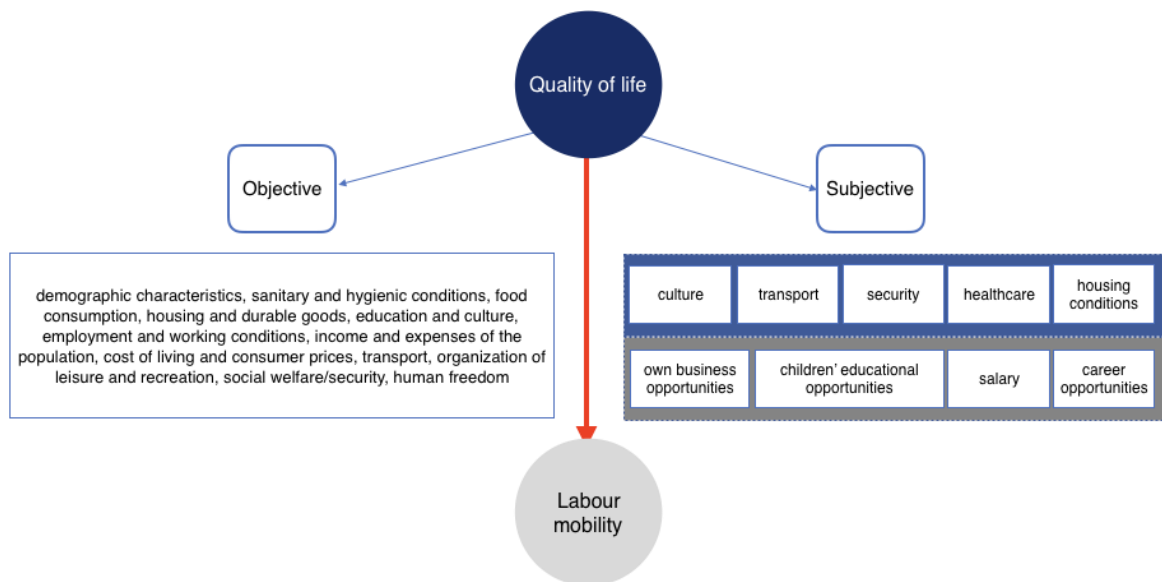 Quality of life
Objective
Subjective
demographic characteristics, sanitary and hygienic conditions, food
consumption, housing and durable goods, education and culture,
employment and working conditions, income and expenses of the
population, cost of living and consumer prices, transport, organization of
leisure and recreation, social welfare/security, human freedom
culture
transport
security
healthcare
housing
conditions
own business
opportunities
children' educational
opportunities
salary
career
opportunities
Labour
mobility